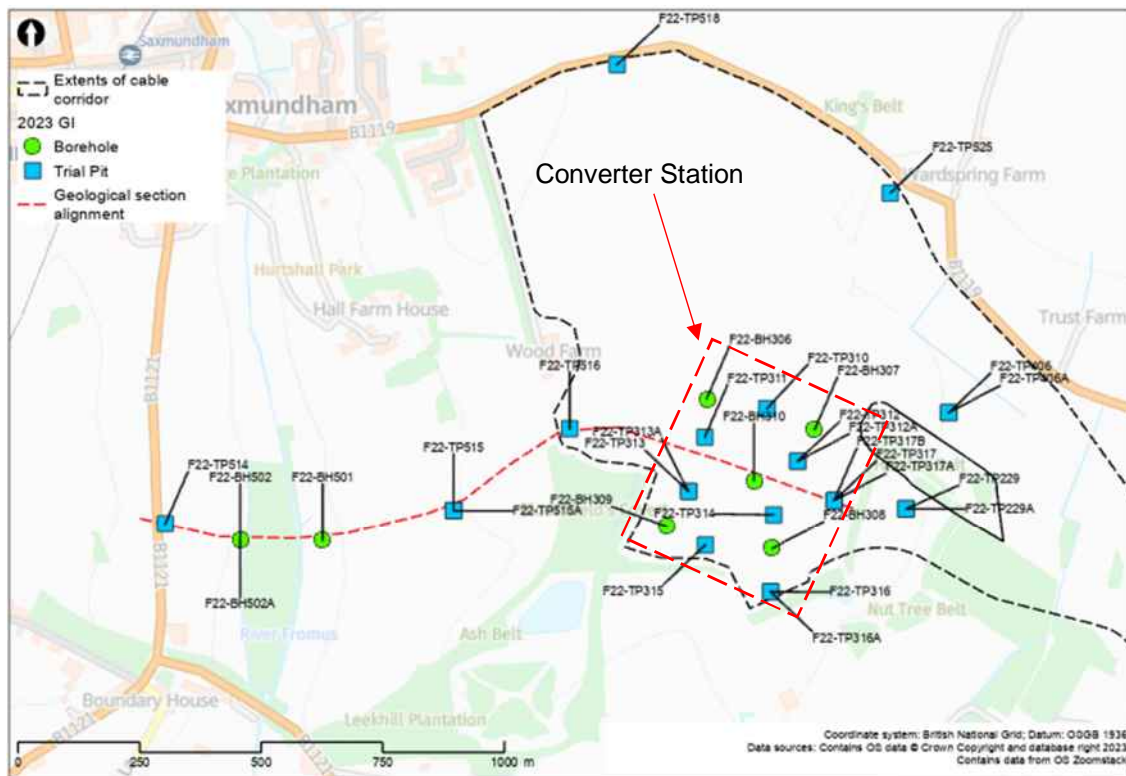 F22-TP518
Saxmundham
Extents of cable
corridor
axmundham
2023 GI
B1119
King's Belt
Borehole
F22-TP525
Trial Pit
Plantation
Converter Station
Wardspring Farm
Geological section
alignment
Hurtshall Park
B1119
Hall Farm House
Trust Farm
F22-BH306
Wood Farm
F22-TP310
F22-TP406
F22-TP516
F22-TP311
F22-BH307
F22-TP406A
B1121
F22-BH310
F22-TP312
F22-TP312A
F22-TP313A
F22-TP317B
F22-TP313
F22-TP317
F22-TP514
F22-TP515
F22-TP317A
F22-BH502
F22-BH501
F22-TP229
F22-BH309
F22-TP515A
F22-TP314
F22-BH308
F22-TP229A
F22-TP315
F22-TP316
F22-BH502A
Nut Tree Belt
River Fromus
Ash Belt
F22-TP316A
B1121
Boundary House
Leekhill Plantation
B1121
Coordinate system: British National Grid; Datum: OSGB 1936
0 250 500 1000 m
Data sources: Contains OS data © Crown Copyright and database right 2023
Contains data from OS Zoomstack